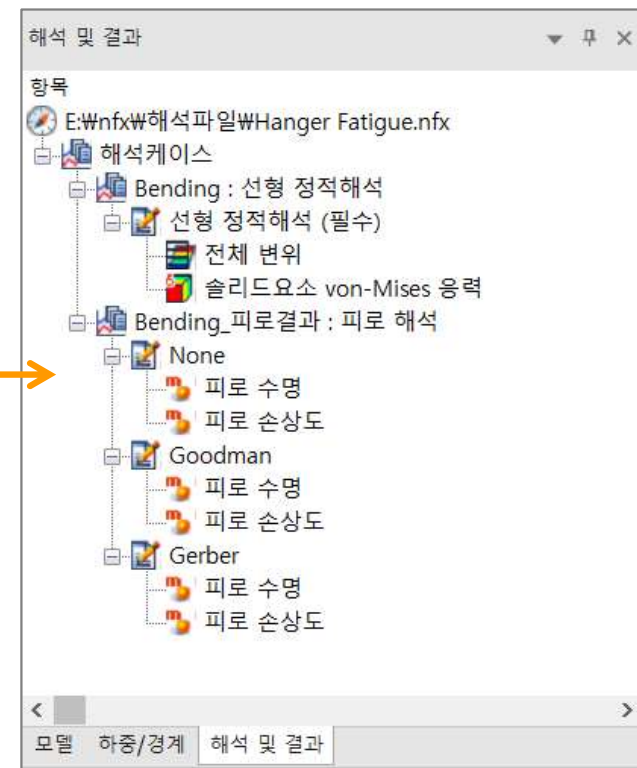 해석 및 결과
항목
E:₩nfx₩해석파일₩Hanger Fatigue.nfx
해석케이스
Bending : 선형 정적해석
선형 정적해석 (필수)
전체 변위
솔리드요소 von-Mises 응력
Bending_피로결과 : 피로 해석
None
피로 수명
피로 손상도
Goodman
피로 수명
피로 손상도
Gerber
피로 수명
피로 손상도
모델 하중/경계 해석 및 결과